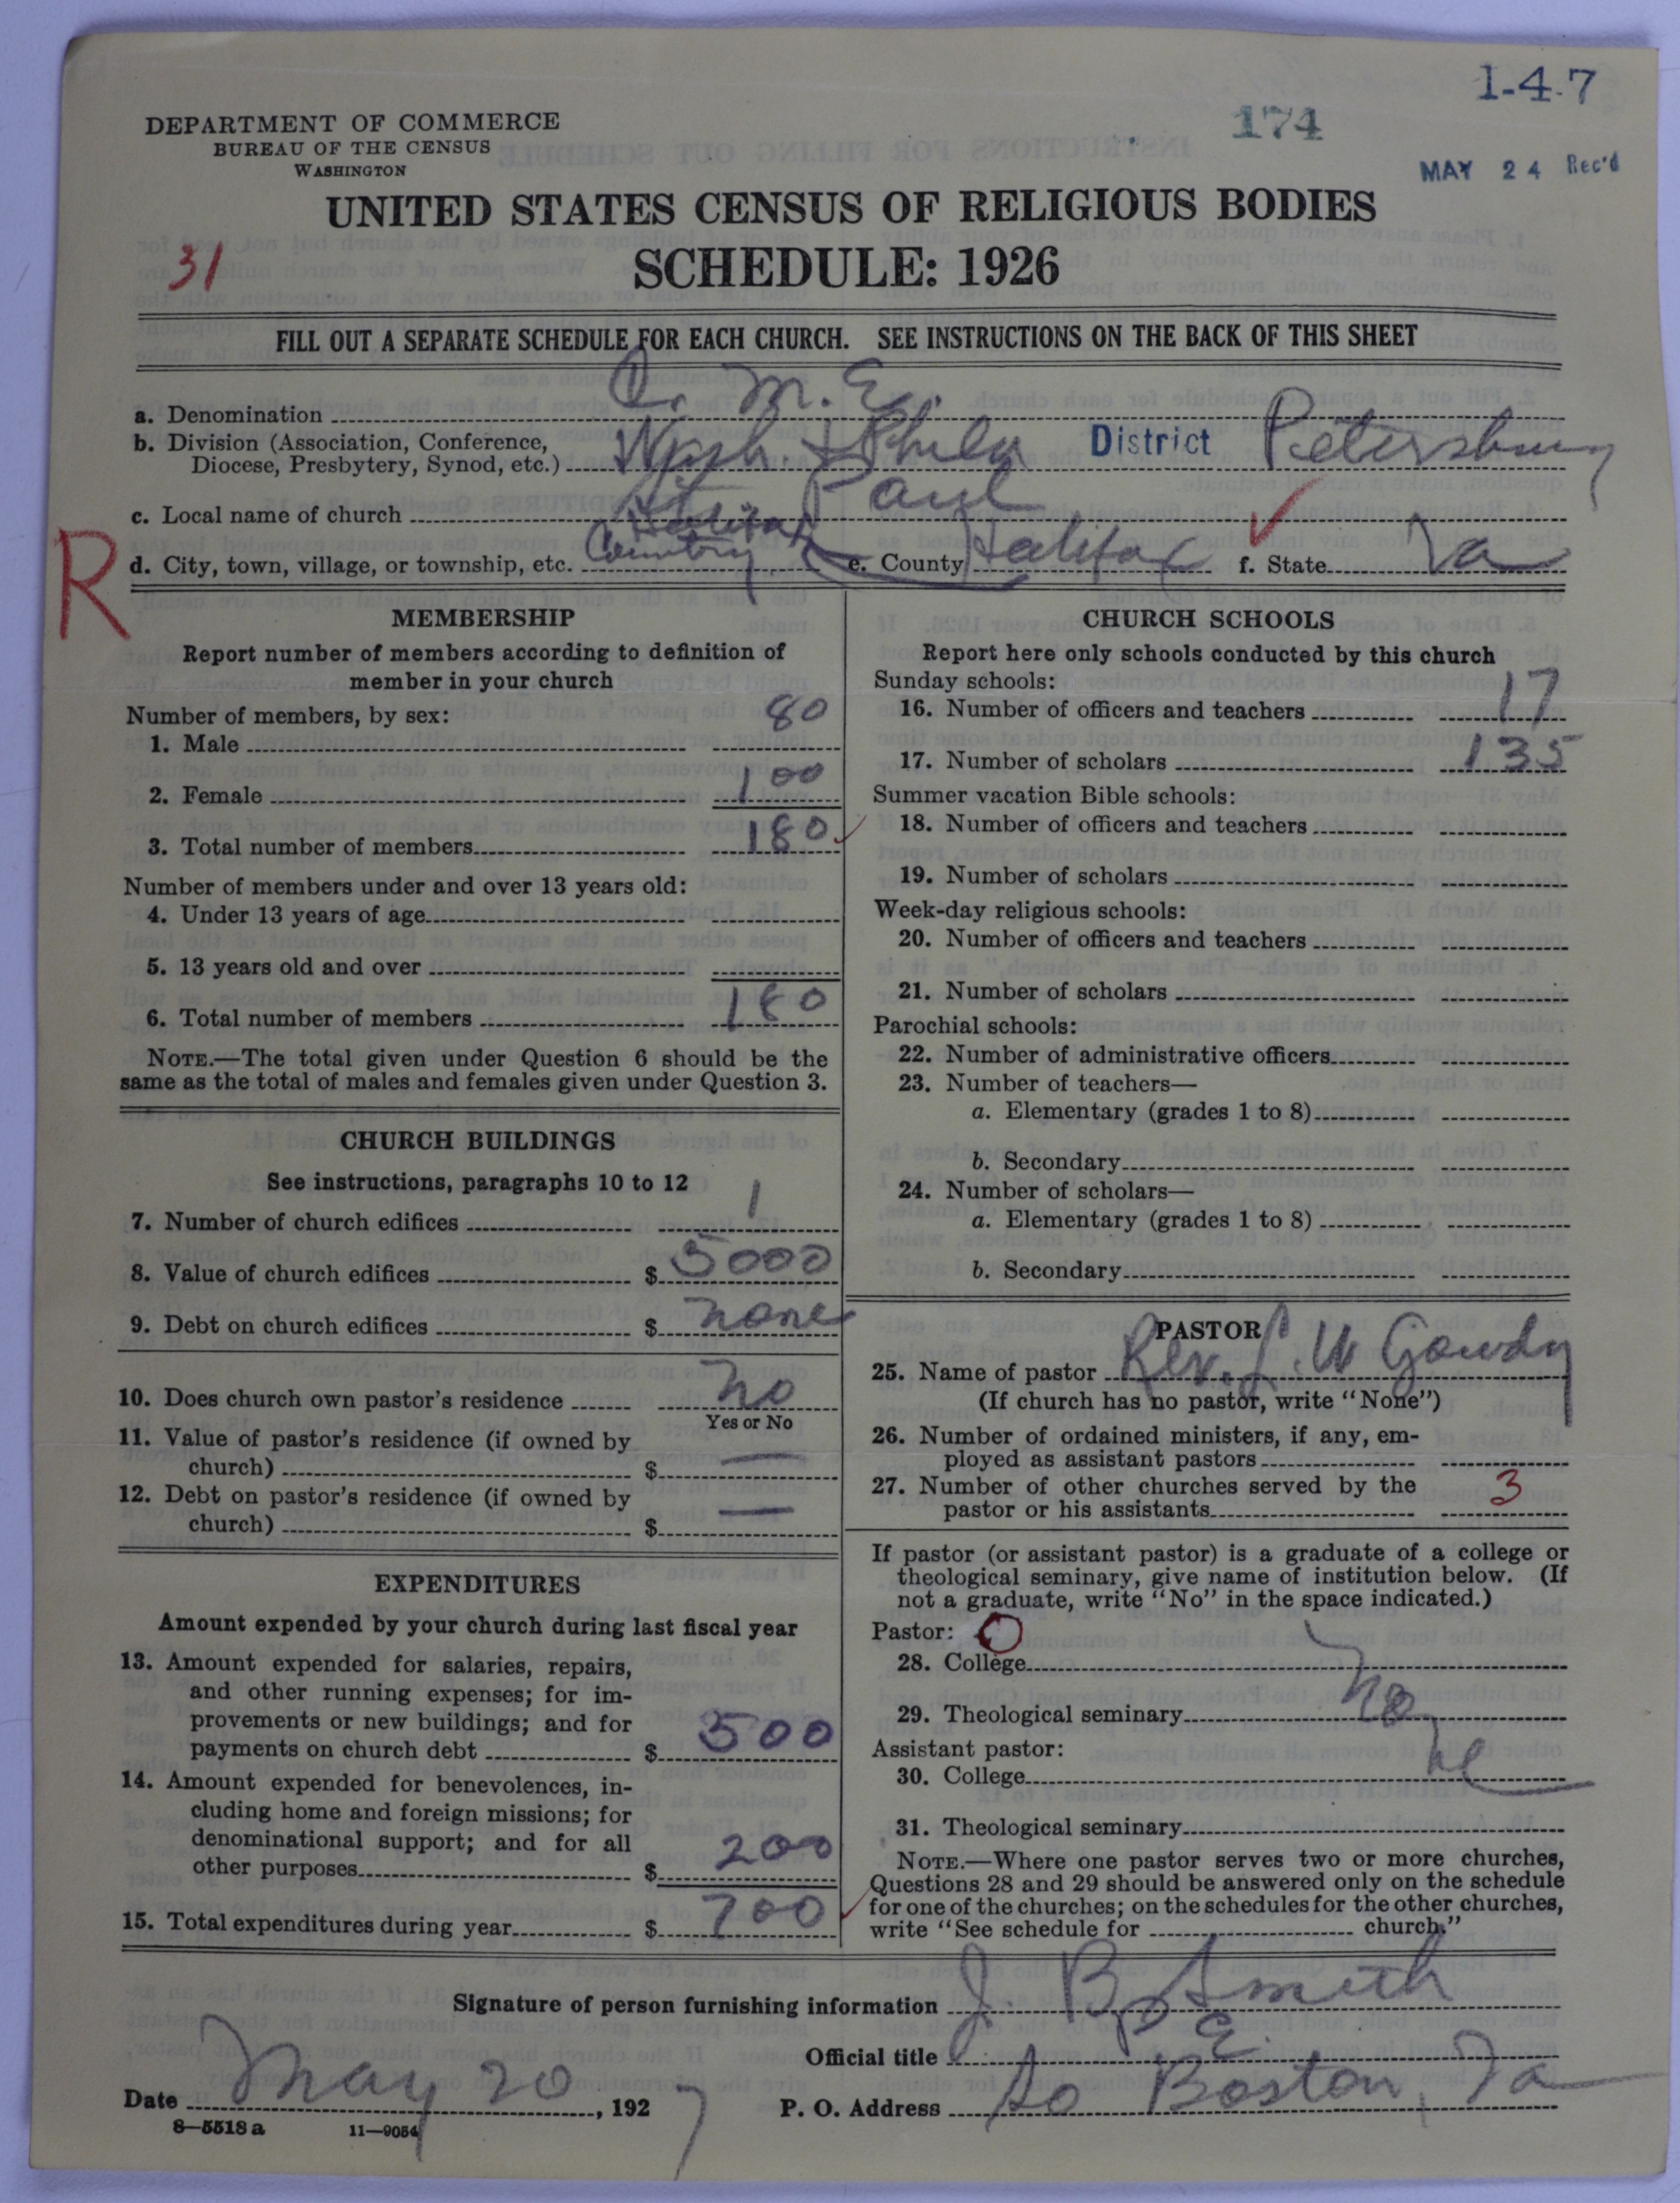 1-4-7
174
MAY 24 Rec'd
DEPARTMENT OF COMMERCE
BUREAU OF THE CENSUS
WASHINGTON
UNITED STATES CENSUS OF RELIGIOUS BODIES
31
SCHEDULE: 1926
FILL OUT A SEPARATE SCHEDULE FOR EACH CHURCH. SEE INSTRUCTIONS ON THE BACK OF THIS SHEET
a. Denomination C. M. E.
b. Division (Association, Conference,
Diocese, Presbytery, Synod, etc.) Wash. & Phila District Petersburg
c. Local name of church St. Paul
Halifax
R
d. City, town, village, or township, etc. Country e. County Halifax f. State Va
MEMBERSHIP
Report number of members according to definition of
member in your church
Number of members, by sex:
1. Male 80
2. Female 100
3. Total number of members 180
Number of members under and over 13 years old:
4. Under 13 years of age
5. 13 years old and over
6. Total number of members 180
NOTE.—The total given under Question 6 should be the
same as the total of males and females given under Question 3.
CHURCH BUILDINGS
See instructions, paragraphs 10 to 12
7. Number of church edifices 1
8. Value of church edifices $ 5000
9. Debt on church edifices $ none
10. Does church own pastor's residence no
Yes or No
11. Value of pastor's residence (if owned by
church) $ —
12. Debt on pastor's residence (if owned by
church) $ —
EXPENDITURES
Amount expended by your church during last fiscal year
13. Amount expended for salaries, repairs,
and other running expenses; for im-
provements or new buildings; and for
payments on church debt $ 500
14. Amount expended for benevolences, in-
cluding home and foreign missions; for
denominational support; and for all
other purposes $ 200
15. Total expenditures during year $ 700
CHURCH SCHOOLS
Report here only schools conducted by this church
Sunday schools:
16. Number of officers and teachers 17
17. Number of scholars 135
Summer vacation Bible schools:
18. Number of officers and teachers
19. Number of scholars
Week-day religious schools:
20. Number of officers and teachers
21. Number of scholars
Parochial schools:
22. Number of administrative officers
23. Number of teachers—
a. Elementary (grades 1 to 8)
b. Secondary
24. Number of scholars—
a. Elementary (grades 1 to 8)
b. Secondary
PASTOR
25. Name of pastor Rev. L. W Gowdy
(If church has no pastor, write "None")
26. Number of ordained ministers, if any, em-
ployed as assistant pastors
27. Number of other churches served by the
pastor or his assistants 3
If pastor (or assistant pastor) is a graduate of a college or
theological seminary, give name of institution below. (If
not a graduate, write "No" in the space indicated.)
Pastor: O
28. College
29. Theological seminary No
Assistant pastor:
30. College
31. Theological seminary
NOTE.—Where one pastor serves two or more churches,
Questions 28 and 29 should be answered only on the schedule
for one of the churches; on the schedules for the other churches,
write "See schedule for church."
Signature of person furnishing information J. B. Smith
Official title
Date May 20, 1927
P. O. Address So Boston, Va
8—5518 a 11—9054